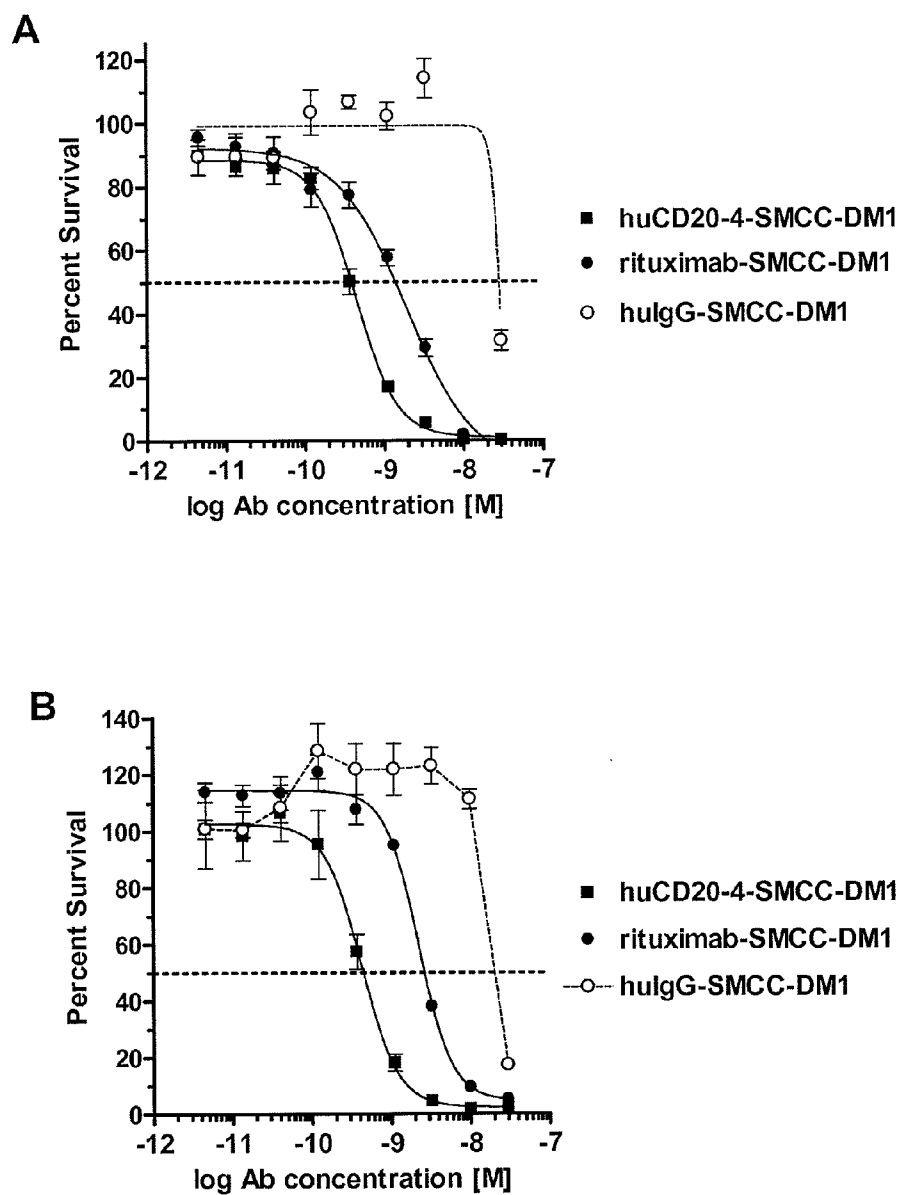 A
120
100
80
60
40
20
0
Percent Survival
-12 -11 -10 -9 -8 -7
log Ab concentration [M]
huCD20-4-SMCC-DM1
rituximab-SMCC-DM1
huIgG-SMCC-DM1
B
140
120
100
80
60
40
20
0
Percent Survival
-12 -11 -10 -9 -8 -7
log Ab concentration [M]
huCD20-4-SMCC-DM1
rituximab-SMCC-DM1
huIgG-SMCC-DM1